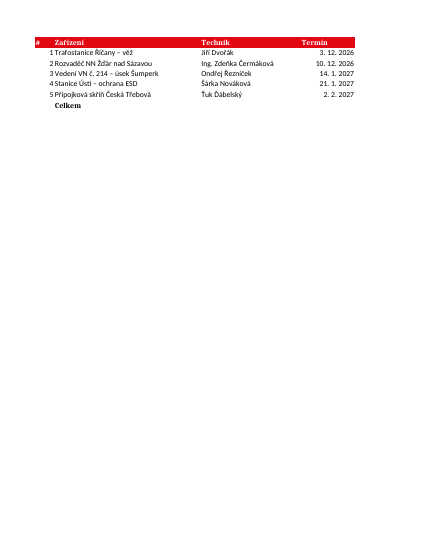 # Zařízení Technik Termín
1 Trafostanice Říčany – věž Jiří Dvořák 3. 12. 2026
2 Rozvaděč NN Žďár nad Sázavou Ing. Zdeňka Čermáková 10. 12. 2026
3 Vedení VN č. 214 – úsek Šumperk Ondřej Řezníček 14. 1. 2027
4 Stanice Ústí – ochrana ESD Šárka Nováková 21. 1. 2027
5 Přípojková skříň Česká Třebová Ťuk Ďábelský 2. 2. 2027
Celkem